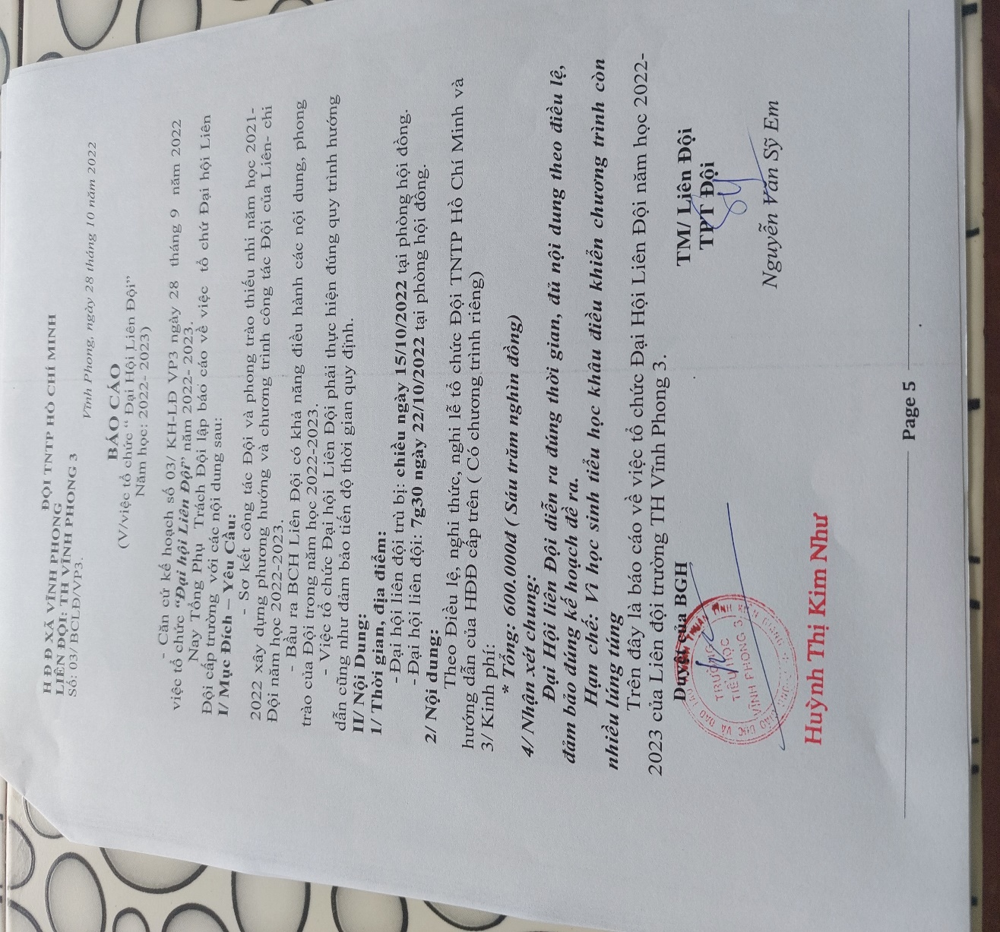 H Đ Đ XÃ VĨNH PHONG ĐỘI TNTP HỒ CHÍ MINH
LIÊN ĐỘI: TH VĨNH PHONG 3
Số: 03/ BCLĐ/VP3.
Vĩnh Phong, ngày 28 tháng 10 năm 2022
BÁO CÁO
(V/việc tổ chức “ Đại Hội Liên Đội”
Năm học: 2022- 2023)
- Căn cứ kế hoạch số 03/ KH-LĐ VP3 ngày 28 tháng 9 năm 2022
việc tổ chức “Đại hội Liên Đội” năm 2022- 2023.
Nay Tổng Phụ Trách Đội lập báo cáo về việc tổ chứ Đại hội Liên
Đội cấp trường với các nội dung sau:
I/ Mục Đích – Yêu Cầu:
- Sơ kết công tác Đội và phong trào thiếu nhi năm học 2021-
2022 xây dựng phương hướng và chương trình công tác Đội của Liên- chi
Đội năm học 2022-2023.
- Bầu ra BCH Liên Đội có khả năng điều hành các nội dung, phong
trào của Đội trong năm học 2022-2023.
- Việc tổ chức Đại hội Liên Đội phải thực hiện đúng quy trình hướng
dẫn cũng như đảm bảo tiến độ thời gian quy định.
II/ Nội Dung:
1/ Thời gian, địa điểm:
- Đại hội liên đội trù bị: chiều ngày 15/10/2022 tại phòng hội đồng.
- Đại hội liên đội: 7g30 ngày 22/10/2022 tại phòng hội đồng.
2/ Nội dung:
Theo Điều lệ, nghi thức, nghi lễ tổ chức Đội TNTP Hồ Chí Minh và
hướng dẫn của HĐĐ cấp trên ( Có chương trình riêng)
3/ Kinh phí:
* Tổng: 600.000đ ( Sáu trăm nghìn đồng)
4/ Nhận xét chung:
Đại Hội liên Đội diễn ra đúng thời gian, đủ nội dung theo điều lệ,
đảm bảo đúng kế hoạch đề ra.
Hạn chế: Vì học sinh tiểu học khâu điều khiển chương trình còn
nhiều lúng túng
Trên đây là báo cáo về việc tổ chức Đại Hội Liên Đội năm học 2022-
2023 của Liên đội trường TH Vĩnh Phong 3.
Duyệt của BGH TM/ Liên Đội
TPT Đội
TRƯỜNG
TIỂU HỌC
VĨNH PHONG 3
Nguyễn Văn Sỹ Em
Huỳnh Thị Kim Như
Page 5